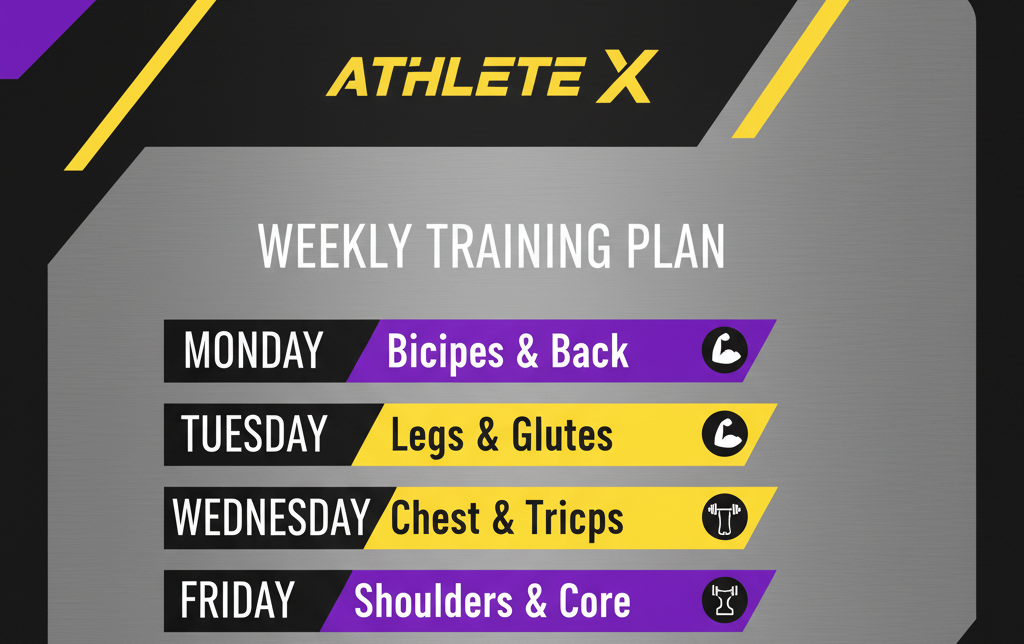 ATHLETE X
WEEKLY TRAINING PLAN
MONDAY Bicipes & Back
TUESDAY Legs & Glutes
WEDNESDAY Chest & Tricps
FRIDAY Shoulders & Core